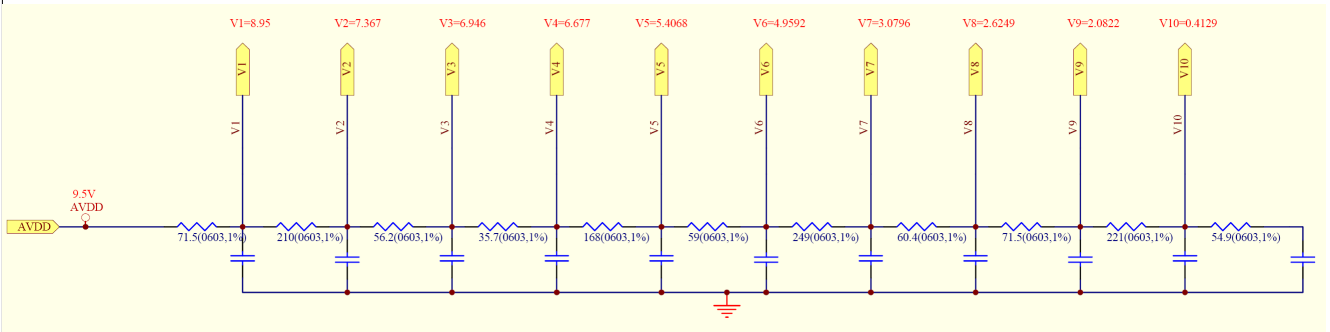 V1=8.95
V2=7.367
V3=6.946
V4=6.677
V5=5.4068
V6=4.9592
V7=3.0796
V8=2.6249
V9=2.0822
V10=0.4129
V1
V2
V3
V4
V5
V6
V7
V8
V9
V10
V1
V2
V3
V4
V5
V6
V7
V8
V9
V10
9.5V
AVDD
AVDD
71.5(0603,1%)
210(0603,1%)
56.2(0603,1%)
35.7(0603,1%)
168(0603,1%)
59(0603,1%)
249(0603,1%)
60.4(0603,1%)
71.5(0603,1%)
221(0603,1%)
54.9(0603,1%)